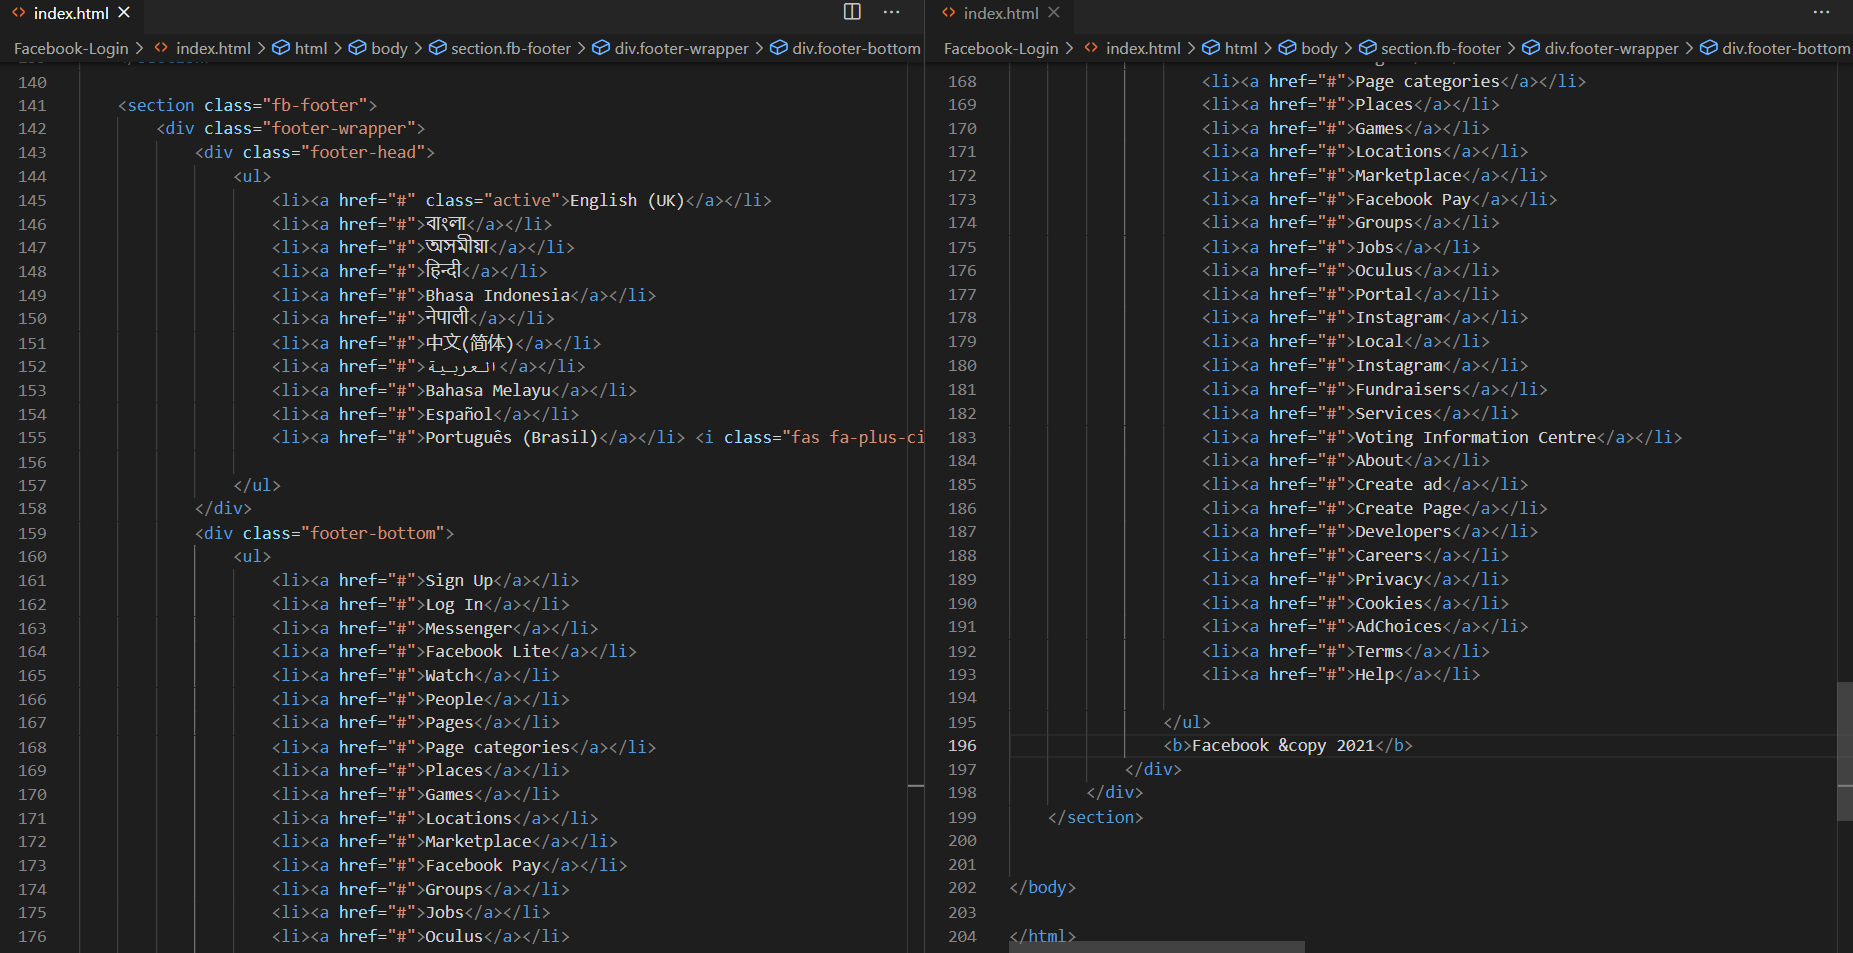 index.html
Facebook-Login > index.html > html > body > section.fb-footer > div.footer-wrapper > div.footer-bottom
140
141 <section class="fb-footer">
142 <div class="footer-wrapper">
143 <div class="footer-head">
144 <ul>
145 <li><a href="#" class="active">English (UK)</a></li>
146 <li><a href="#">বাংলা</a></li>
147 <li><a href="#">অসমীয়া</a></li>
148 <li><a href="#">हिन्दी</a></li>
149 <li><a href="#">Bhasa Indonesia</a></li>
150 <li><a href="#">नेपाली</a></li>
151 <li><a href="#">中文(简体)</a></li>
152 <li><a href="#">العربية</a></li>
153 <li><a href="#">Bahasa Melayu</a></li>
154 <li><a href="#">Español</a></li>
155 <li><a href="#">Português (Brasil)</a></li> <i class="fas fa-plus-ci
156
157 </ul>
158 </div>
159 <div class="footer-bottom">
160 <ul>
161 <li><a href="#">Sign Up</a></li>
162 <li><a href="#">Log In</a></li>
163 <li><a href="#">Messenger</a></li>
164 <li><a href="#">Facebook Lite</a></li>
165 <li><a href="#">Watch</a></li>
166 <li><a href="#">People</a></li>
167 <li><a href="#">Pages</a></li>
168 <li><a href="#">Page categories</a></li>
169 <li><a href="#">Places</a></li>
170 <li><a href="#">Games</a></li>
171 <li><a href="#">Locations</a></li>
172 <li><a href="#">Marketplace</a></li>
173 <li><a href="#">Facebook Pay</a></li>
174 <li><a href="#">Groups</a></li>
175 <li><a href="#">Jobs</a></li>
176 <li><a href="#">Oculus</a></li>
index.html
Facebook-Login > index.html > html > body > section.fb-footer > div.footer-wrapper > div.footer-bottom
168 <li><a href="#">Page categories</a></li>
169 <li><a href="#">Places</a></li>
170 <li><a href="#">Games</a></li>
171 <li><a href="#">Locations</a></li>
172 <li><a href="#">Marketplace</a></li>
173 <li><a href="#">Facebook Pay</a></li>
174 <li><a href="#">Groups</a></li>
175 <li><a href="#">Jobs</a></li>
176 <li><a href="#">Oculus</a></li>
177 <li><a href="#">Portal</a></li>
178 <li><a href="#">Instagram</a></li>
179 <li><a href="#">Local</a></li>
180 <li><a href="#">Instagram</a></li>
181 <li><a href="#">Fundraisers</a></li>
182 <li><a href="#">Services</a></li>
183 <li><a href="#">Voting Information Centre</a></li>
184 <li><a href="#">About</a></li>
185 <li><a href="#">Create ad</a></li>
186 <li><a href="#">Create Page</a></li>
187 <li><a href="#">Developers</a></li>
188 <li><a href="#">Careers</a></li>
189 <li><a href="#">Privacy</a></li>
190 <li><a href="#">Cookies</a></li>
191 <li><a href="#">AdChoices</a></li>
192 <li><a href="#">Terms</a></li>
193 <li><a href="#">Help</a></li>
194
195 </ul>
196 <b>Facebook &copy 2021</b>
197 </div>
198 </div>
199 </section>
200
201
202 </body>
203
204 </html>